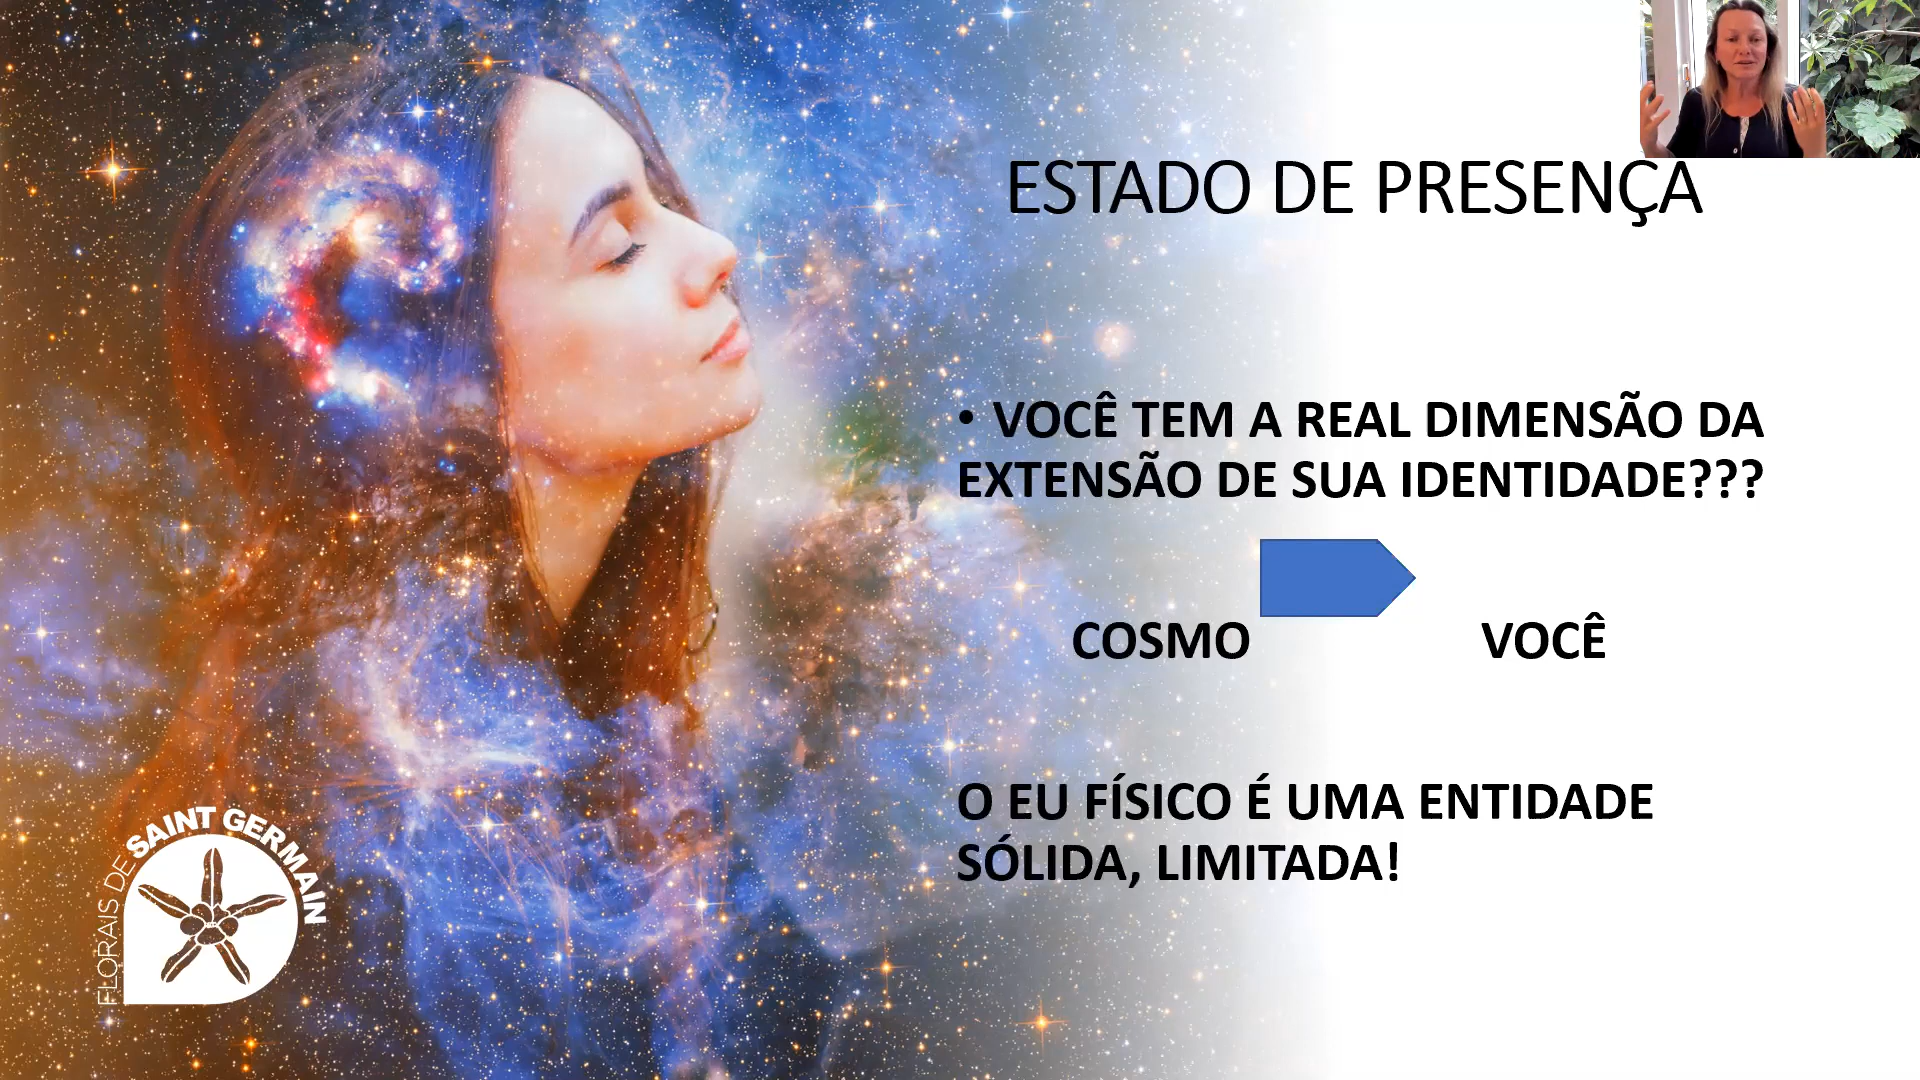 ESTADO DE PRESENÇA
• VOCÊ TEM A REAL DIMENSÃO DA
EXTENSÃO DE SUA IDENTIDADE???
COSMO VOCÊ
O EU FÍSICO É UMA ENTIDADE
SÓLIDA, LIMITADA!
FLORAIS DE SAINT GERMAIN